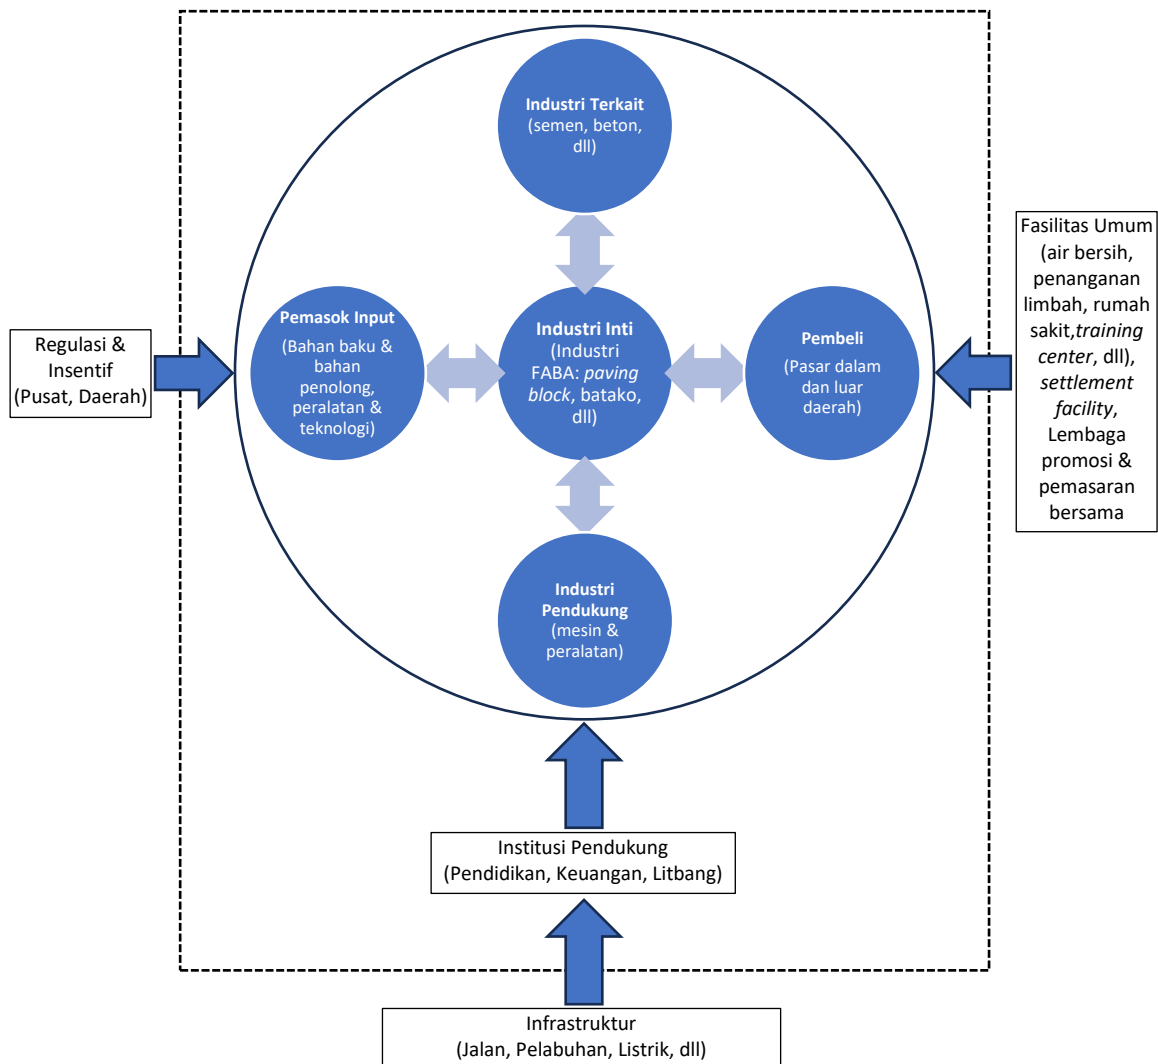 Industri Terkait
(semen, beton,
dll)
Pemasok Input
(Bahan baku &
bahan
penolong,
peralatan &
teknologi)
Industri Inti
(Industri
FABA: paving
block, batako,
dll)
Pembeli
(Pasar dalam
dan luar
daerah)
Industri
Pendukung
(mesin &
peralatan)
Regulasi &
Insentif
(Pusat, Daerah)
Fasilitas Umum
(air bersih,
penanganan
limbah, rumah
sakit,training
center, dll),
settlement
facility,
Lembaga
promosi &
pemasaran
bersama
Institusi Pendukung
(Pendidikan, Keuangan, Litbang)
Infrastruktur
(Jalan, Pelabuhan, Listrik, dll)